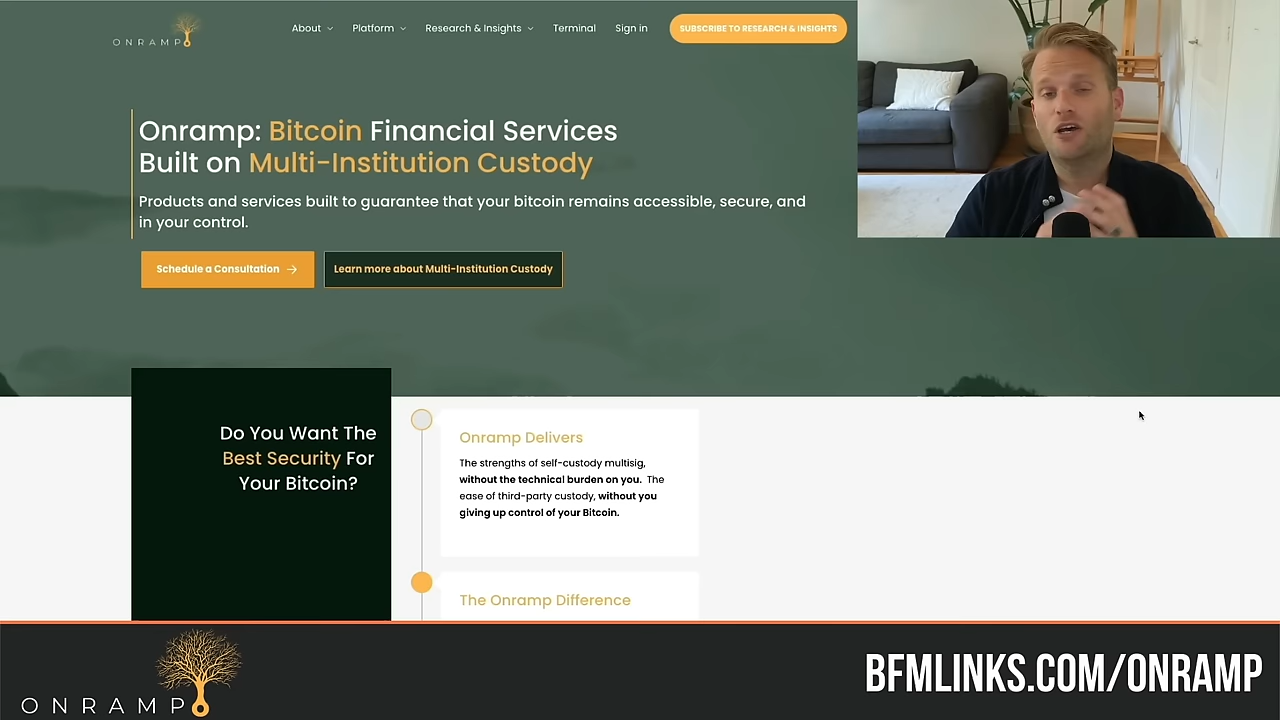 ONRAMP
About
Platform
Research & Insights
Terminal
Sign in
SUBSCRIBE TO RESEARCH & INSIGHTS
Onramp: Bitcoin Financial Services
Built on Multi-Institution Custody
Products and services built to guarantee that your bitcoin remains accessible, secure, and
in your control.
Schedule a Consultation
Learn more about Multi-Institution Custody
Do You Want The
Best Security For
Your Bitcoin?
Onramp Delivers
The strengths of self-custody multisig,
without the technical burden on you. The
ease of third-party custody, without you
giving up control of your Bitcoin.
The Onramp Difference
ONRAMP
BFMLINKS.COM/ONRAMP